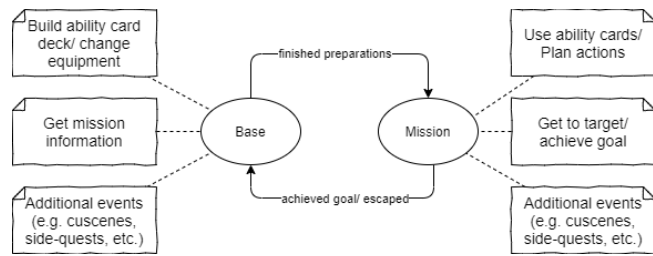 Build ability card
deck/ change
equipment
Get mission
information
Additional events
(e.g. cuscenes,
side-quests, etc.)
Base
finished preparations
achieved goal/ escaped
Mission
Use ability cards/
Plan actions
Get to target/
achieve goal
Additional events
(e.g. cuscenes,
side-quests, etc.)